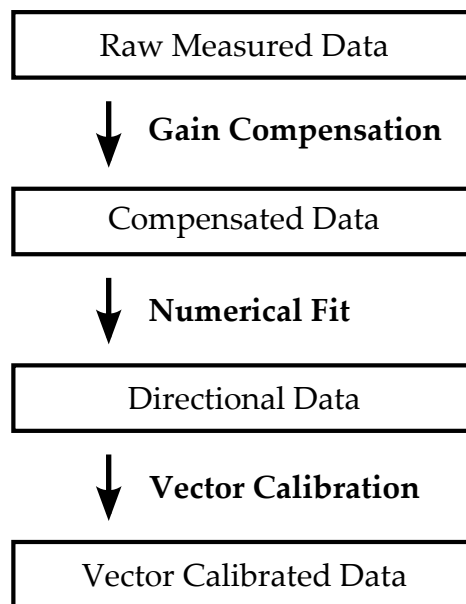 Raw Measured Data
Gain Compensation
Compensated Data
Numerical Fit
Directional Data
Vector Calibration
Vector Calibrated Data